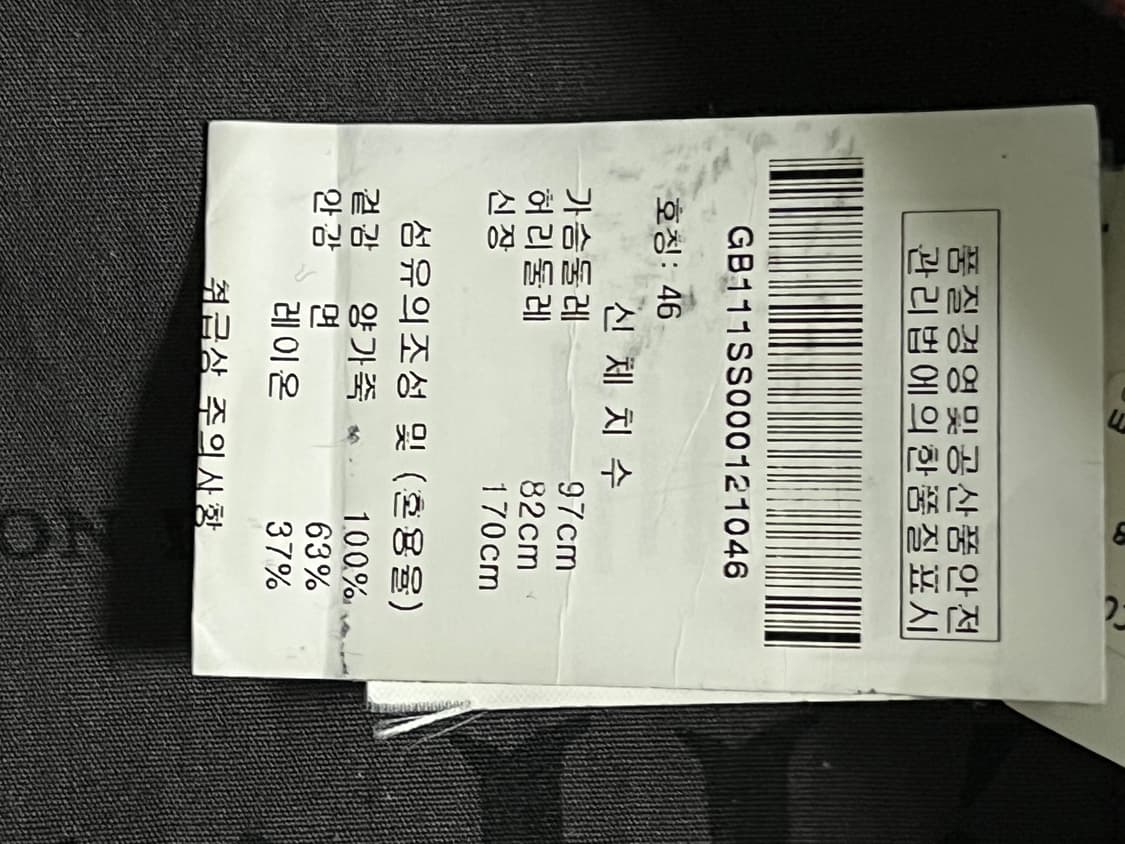 품질경영및공산품안전
관리법에의한품질표시
GB111SS000121046
호칭: 46
신 체 치 수
가슴둘레 97cm
허리둘레 82cm
신장 170cm
섬유의조성 및 (혼용율)
겉감 양가죽 100%
안감 면 63%
레이온 37%
취급상 주의사항
ON